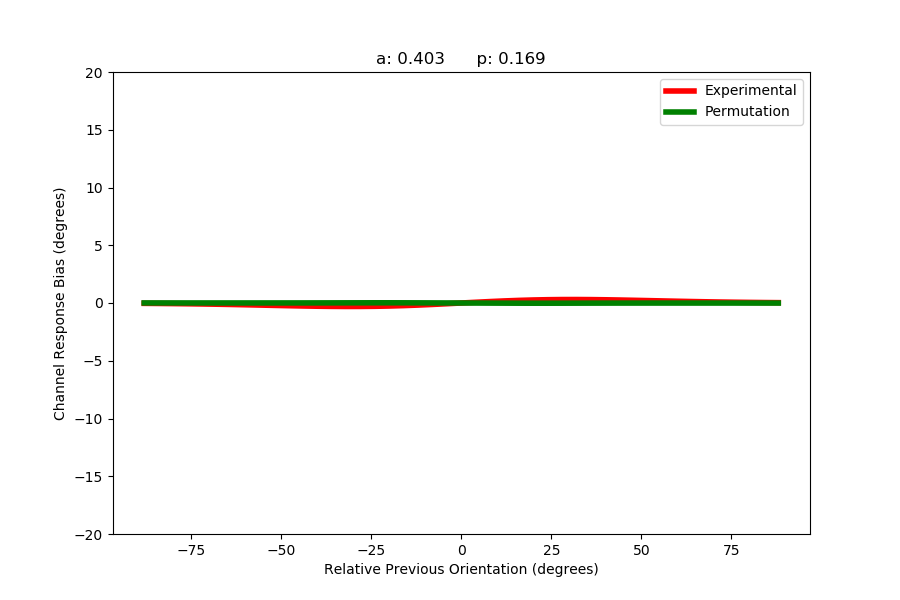 a: 0.403 p: 0.169
20
15
10
5
0
−5
−10
−15
−20
Channel Response Bias (degrees)
Experimental
Permutation
−75 −50 −25 0 25 50 75
Relative Previous Orientation (degrees)